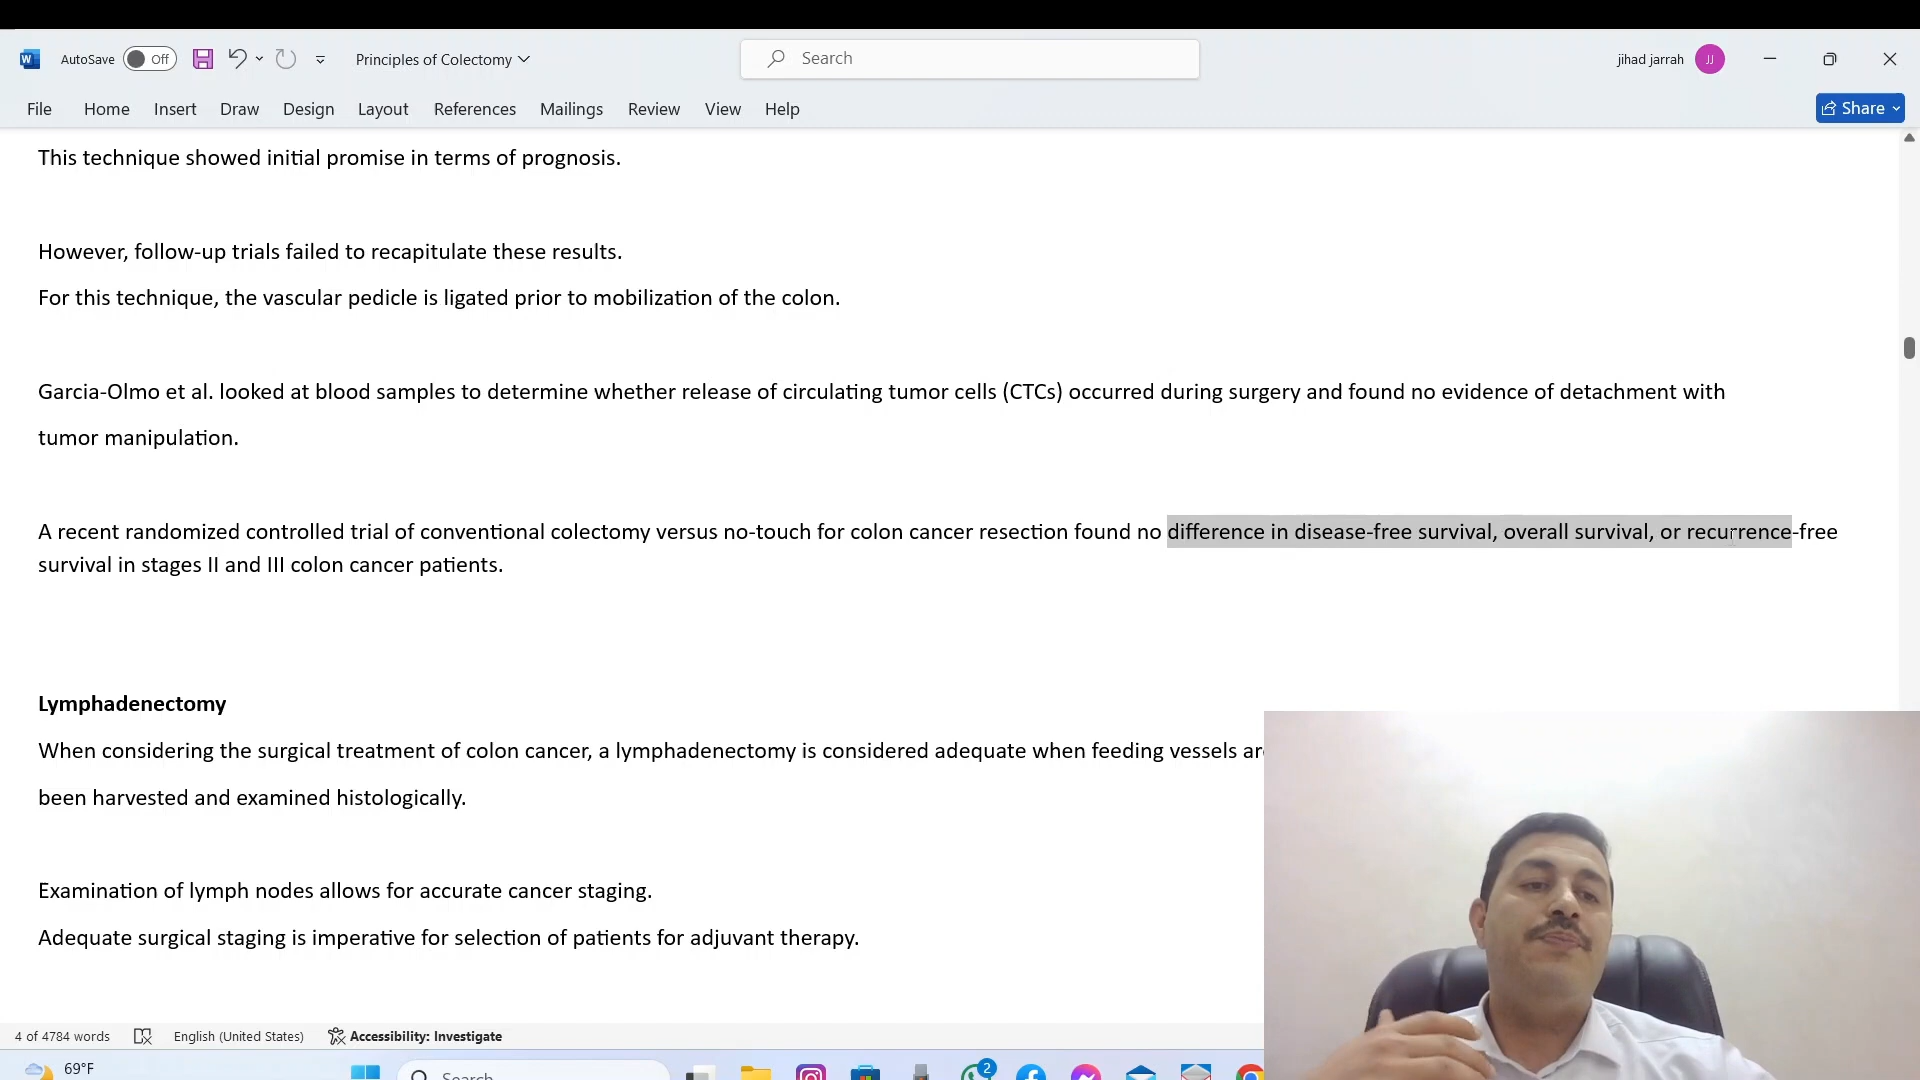 AutoSave Off Principles of Colectomy Search jihad jarrah JJ
File Home Insert Draw Design Layout References Mailings Review View Help Share
This technique showed initial promise in terms of prognosis.
However, follow-up trials failed to recapitulate these results.
For this technique, the vascular pedicle is ligated prior to mobilization of the colon.
Garcia-Olmo et al. looked at blood samples to determine whether release of circulating tumor cells (CTCs) occurred during surgery and found no evidence of detachment with
tumor manipulation.
A recent randomized controlled trial of conventional colectomy versus no-touch for colon cancer resection found no difference in disease-free survival, overall survival, or recurrence-free
survival in stages II and III colon cancer patients.
Lymphadenectomy
When considering the surgical treatment of colon cancer, a lymphadenectomy is considered adequate when feeding vessels
been harvested and examined histologically.
Examination of lymph nodes allows for accurate cancer staging.
Adequate surgical staging is imperative for selection of patients for adjuvant therapy.
4 of 4784 words English (United States) Accessibility: Investigate
69°F Search 2